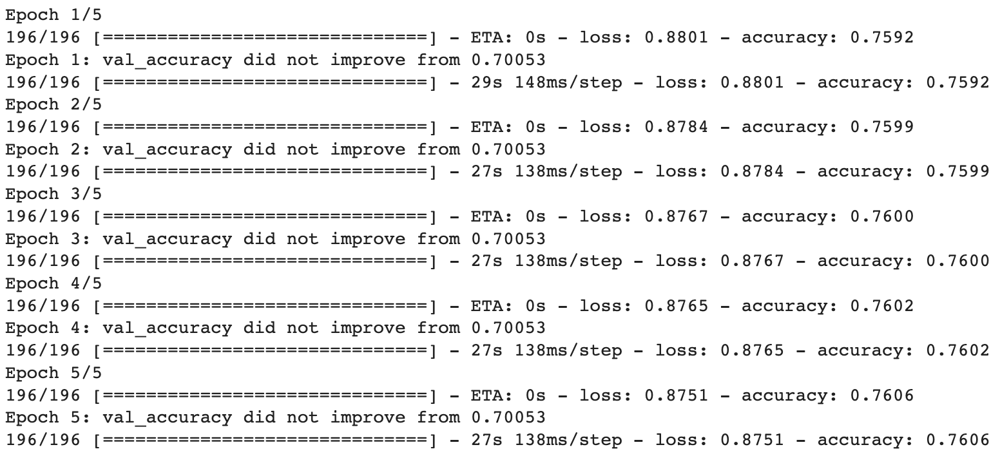 Epoch 1/5
196/196 [==============================] - ETA: 0s - loss: 0.8801 - accuracy: 0.7592
Epoch 1: val_accuracy did not improve from 0.70053
196/196 [==============================] - 29s 148ms/step - loss: 0.8801 - accuracy: 0.7592
Epoch 2/5
196/196 [==============================] - ETA: 0s - loss: 0.8784 - accuracy: 0.7599
Epoch 2: val_accuracy did not improve from 0.70053
196/196 [==============================] - 27s 138ms/step - loss: 0.8784 - accuracy: 0.7599
Epoch 3/5
196/196 [==============================] - ETA: 0s - loss: 0.8767 - accuracy: 0.7600
Epoch 3: val_accuracy did not improve from 0.70053
196/196 [==============================] - 27s 138ms/step - loss: 0.8767 - accuracy: 0.7600
Epoch 4/5
196/196 [==============================] - ETA: 0s - loss: 0.8765 - accuracy: 0.7602
Epoch 4: val_accuracy did not improve from 0.70053
196/196 [==============================] - 27s 138ms/step - loss: 0.8765 - accuracy: 0.7602
Epoch 5/5
196/196 [==============================] - ETA: 0s - loss: 0.8751 - accuracy: 0.7606
Epoch 5: val_accuracy did not improve from 0.70053
196/196 [==============================] - 27s 138ms/step - loss: 0.8751 - accuracy: 0.7606